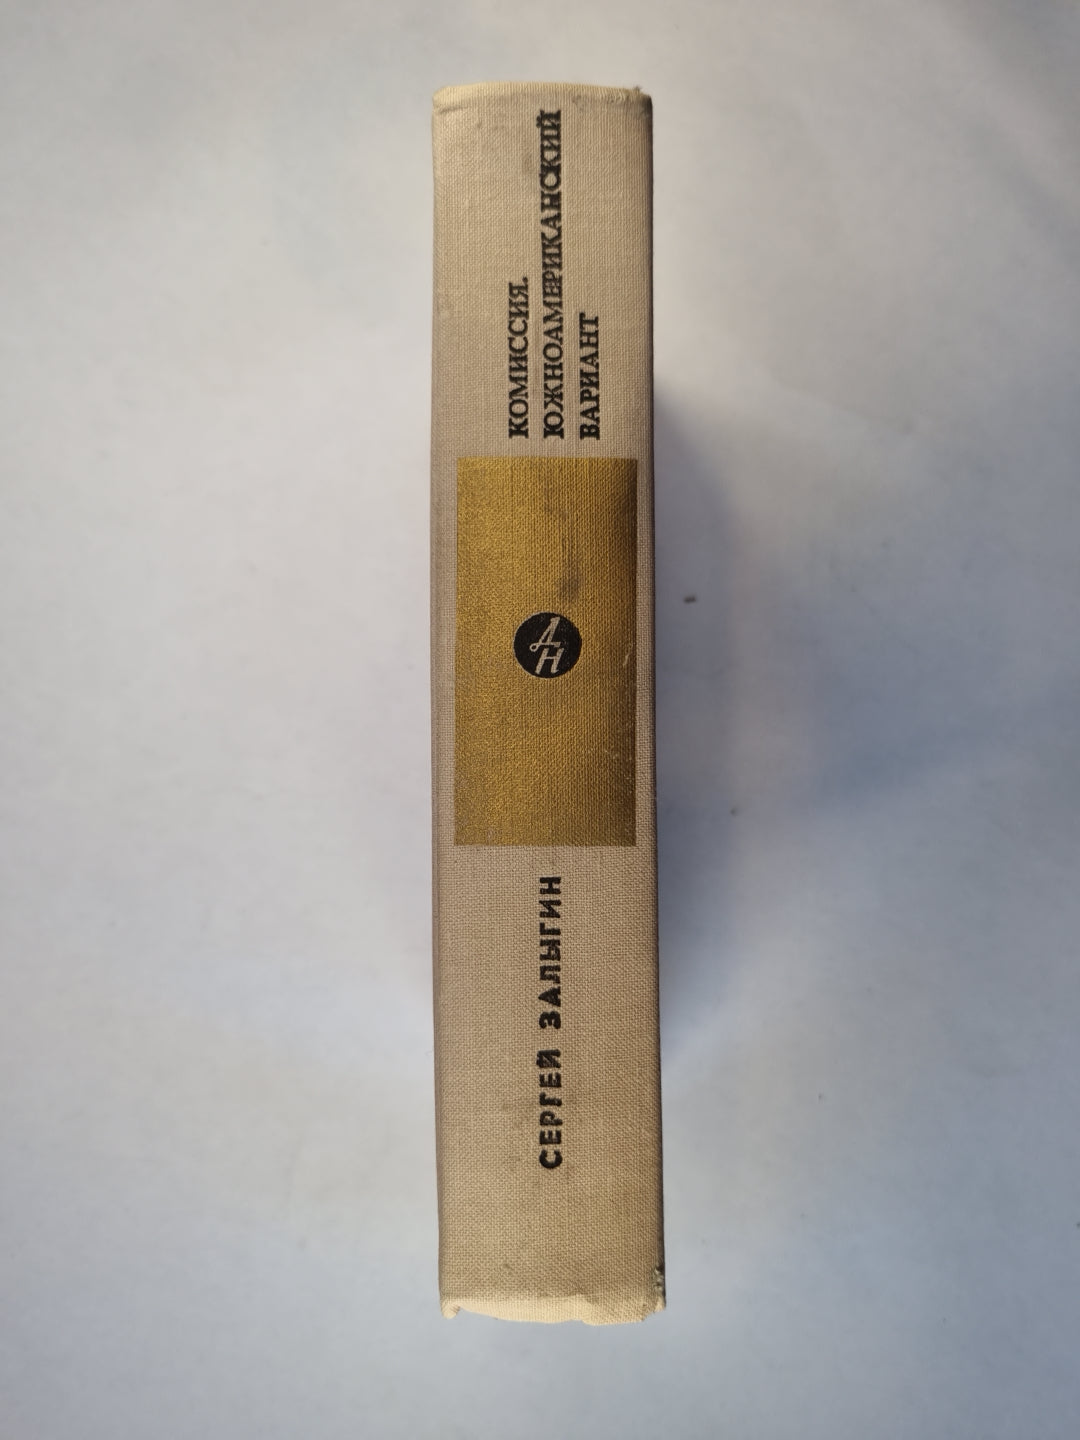 СЕРГЕЙ ЗАЛЫГИН
ДН
КОМИССИЯ.
ЮЖНОАМЕРИКАНСКИЙ
ВАРИАНТ